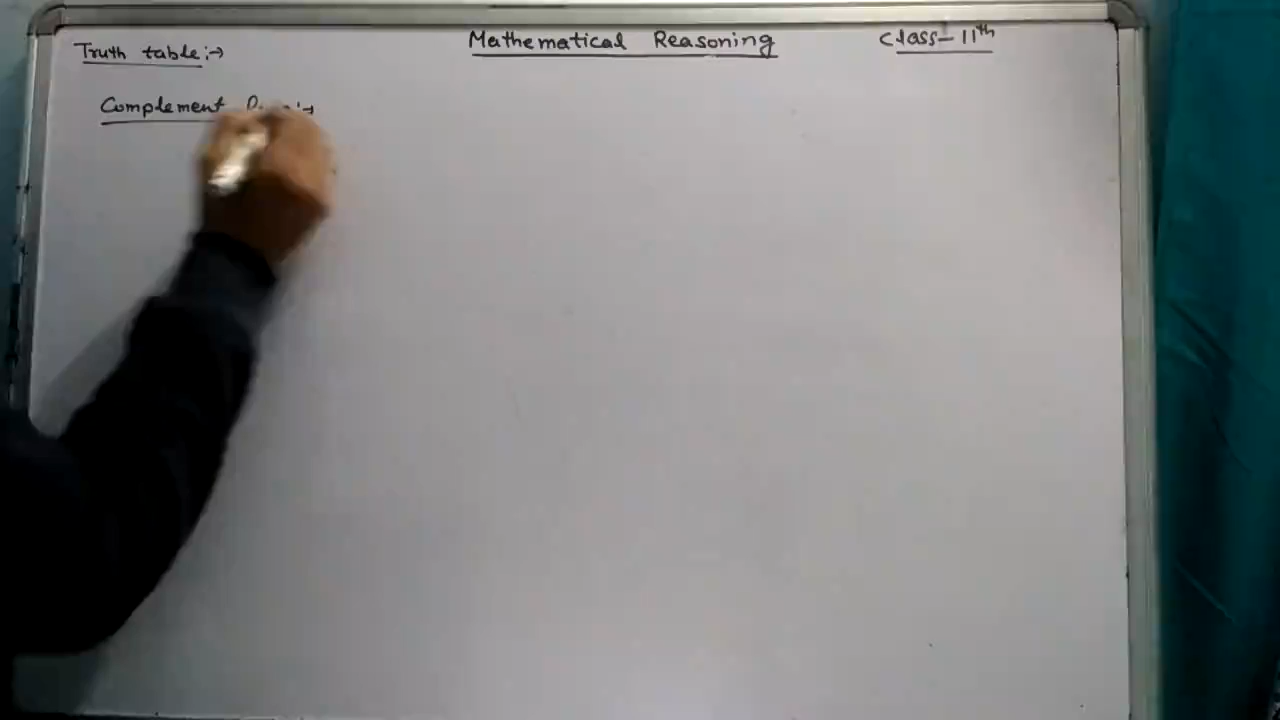 Mathematical Reasoning
Class-11th
Truth table:→
Complement